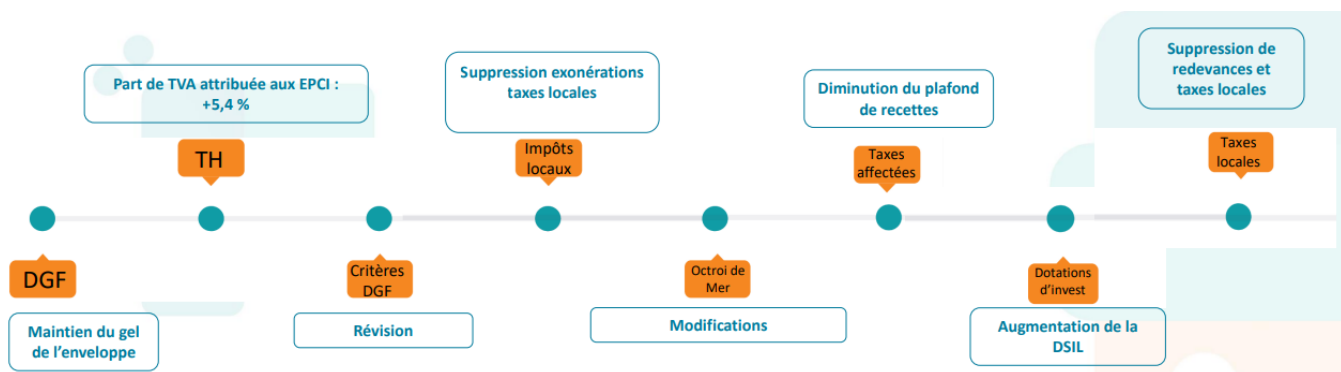 Part de TVA attribuée aux EPCI :
+5,4 %
TH
Suppression exonérations
taxes locales
Impôts
locaux
Diminution du plafond
de recettes
Taxes
affectées
Suppression de
redevances et
taxes locales
Taxes
locales
DGF
Maintien du gel
de l'enveloppe
Critères
DGF
Révision
Octroi de
Mer
Modifications
Dotations
d'invest
Augmentation de la
DSIL